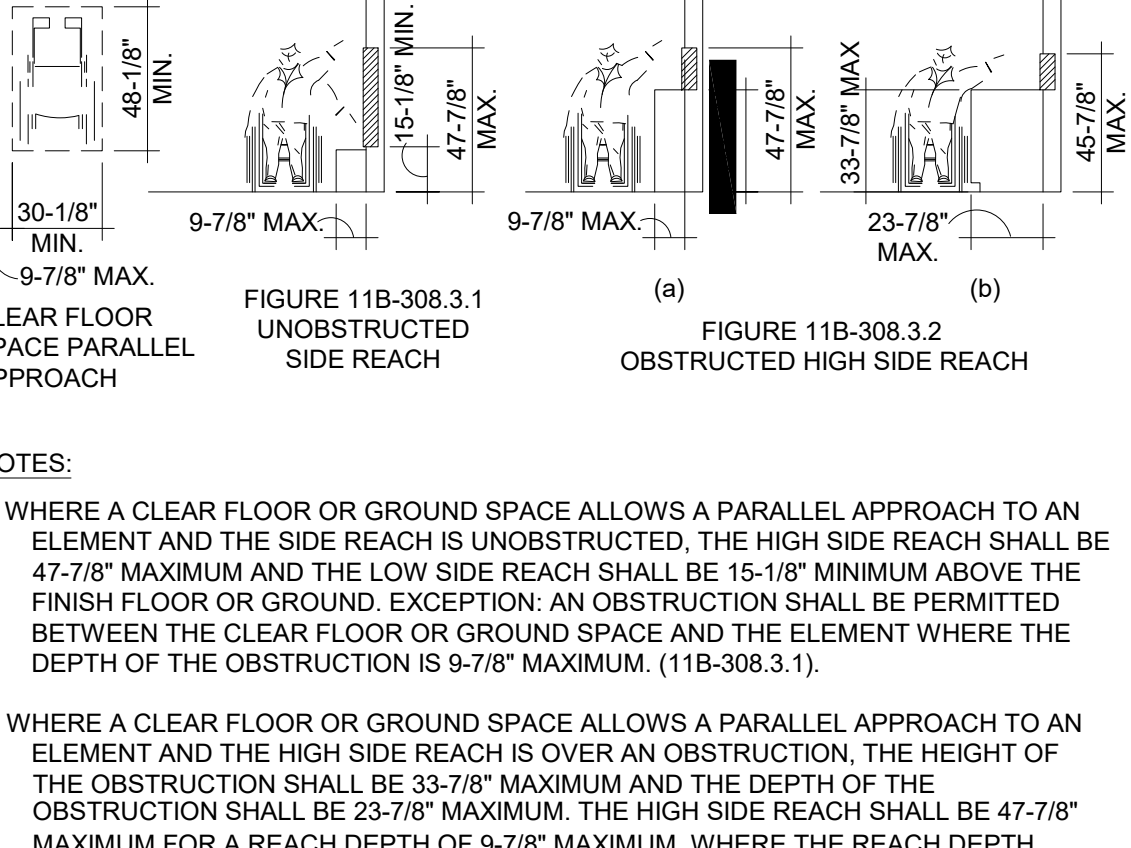 48-1/8"
MIN.
30-1/8"
MIN.
9-7/8" MAX.
LEAR FLOOR
PACE PARALLEL
PPROACH
15-1/8" MIN.
47-7/8"
MAX.
9-7/8" MAX.
FIGURE 11B-308.3.1
UNOBSTRUCTED
SIDE REACH
47-7/8"
MAX.
9-7/8" MAX.
(a)
33-7/8" MAX
45-7/8"
MAX.
23-7/8"
MAX.
(b)
FIGURE 11B-308.3.2
OBSTRUCTED HIGH SIDE REACH
OTES:
WHERE A CLEAR FLOOR OR GROUND SPACE ALLOWS A PARALLEL APPROACH TO AN
ELEMENT AND THE SIDE REACH IS UNOBSTRUCTED, THE HIGH SIDE REACH SHALL BE
47-7/8" MAXIMUM AND THE LOW SIDE REACH SHALL BE 15-1/8" MINIMUM ABOVE THE
FINISH FLOOR OR GROUND. EXCEPTION: AN OBSTRUCTION SHALL BE PERMITTED
BETWEEN THE CLEAR FLOOR OR GROUND SPACE AND THE ELEMENT WHERE THE
DEPTH OF THE OBSTRUCTION IS 9-7/8" MAXIMUM. (11B-308.3.1).
WHERE A CLEAR FLOOR OR GROUND SPACE ALLOWS A PARALLEL APPROACH TO AN
ELEMENT AND THE HIGH SIDE REACH IS OVER AN OBSTRUCTION, THE HEIGHT OF
THE OBSTRUCTION SHALL BE 33-7/8" MAXIMUM AND THE DEPTH OF THE
OBSTRUCTION SHALL BE 23-7/8" MAXIMUM. THE HIGH SIDE REACH SHALL BE 47-7/8"
MAXIMUM FOR A REACH DEPTH OF 9-7/8" MAXIMUM. WHERE THE REACH DEPTH